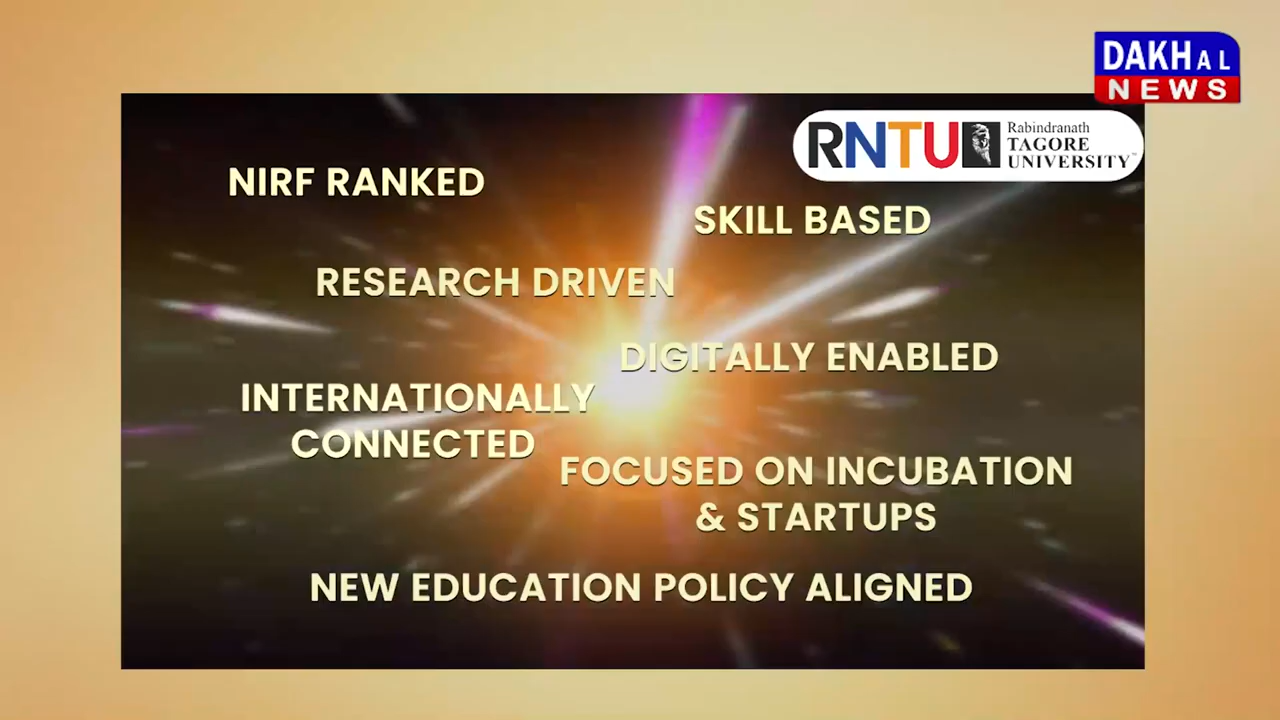 DAKHAL
NEWS
RNTU
Rabindranath
TAGORE
UNIVERSITY™
NIRF RANKED
SKILL BASED
RESEARCH DRIVEN
DIGITALLY ENABLED
INTERNATIONALLY
CONNECTED
FOCUSED ON INCUBATION
& STARTUPS
NEW EDUCATION POLICY ALIGNED